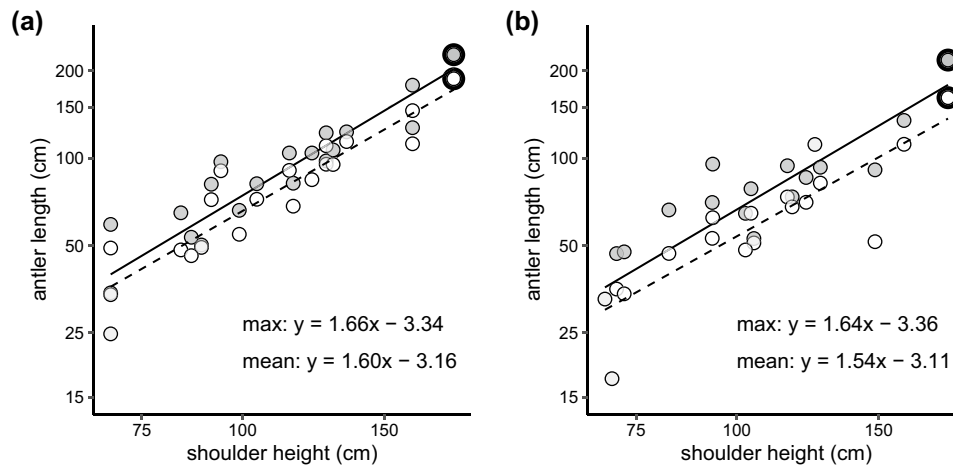 (a)
antler length (cm)
200
150
100
50
25
15
max: y = 1.66x − 3.34
mean: y = 1.60x − 3.16
75
100
150
shoulder height (cm)
(b)
antler length (cm)
200
150
100
50
25
15
max: y = 1.64x − 3.36
mean: y = 1.54x − 3.11
75
100
150
shoulder height (cm)